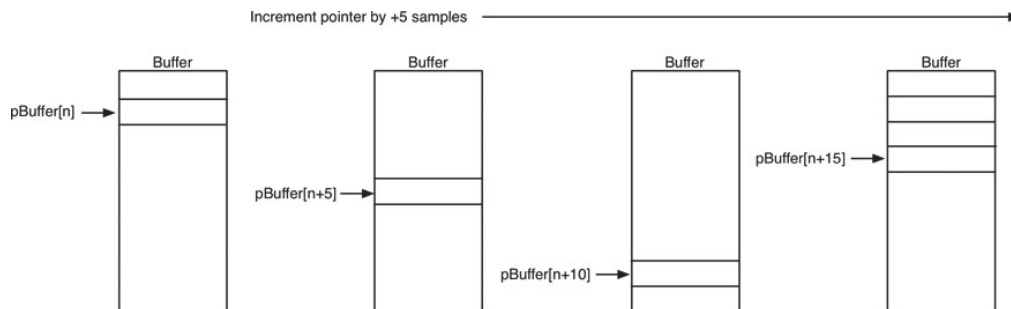 Increment pointer by +5 samples
Buffer
Buffer
Buffer
Buffer
pBuffer[n]
pBuffer[n+5]
pBuffer[n+10]
pBuffer[n+15]